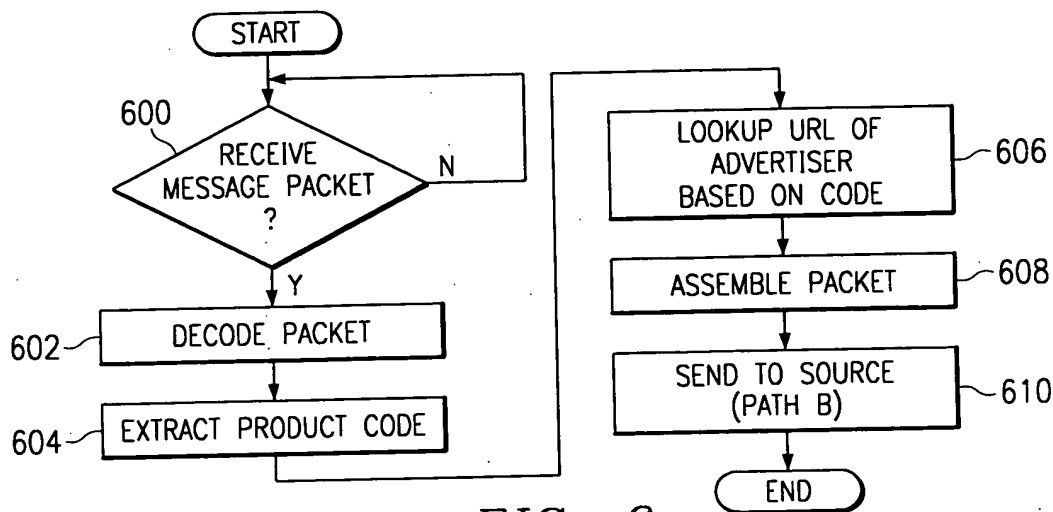 START
600
RECEIVE
MESSAGE PACKET
?
N
Y
602
DECODE PACKET
604
EXTRACT PRODUCT CODE
LOOKUP URL OF
ADVERTISER
BASED ON CODE
606
ASSEMBLE PACKET
608
SEND TO SOURCE
(PATH B)
610
END